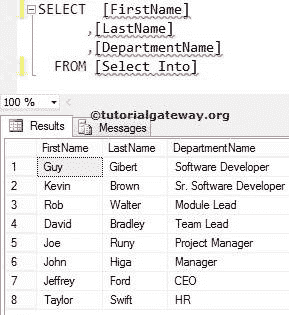 SELECT [FirstName]
,[LastName]
,[DepartmentName]
FROM [Select Into]
100 %
©tutorialgateway.org
Results Messages
FirstName LastName DepartmentName
1 Guy Gibert Software Developer
2 Kevin Brown Sr. Software Developer
3 Rob Walter Module Lead
4 David Bradley Team Lead
5 Joe Runy Project Manager
6 John Higa Manager
7 Jeffrey Ford CEO
8 Taylor Swift HR